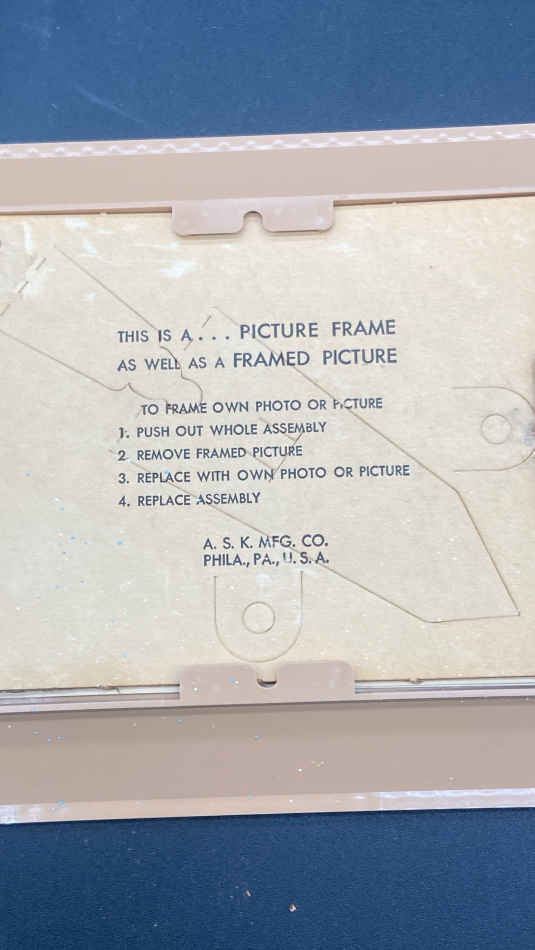 THIS IS A . . . PICTURE FRAME
AS WELL AS A FRAMED PICTURE
TO FRAME OWN PHOTO OR PICTURE
1. PUSH OUT WHOLE ASSEMBLY
2. REMOVE FRAMED PICTURE
3. REPLACE WITH OWN PHOTO OR PICTURE
4. REPLACE ASSEMBLY
A. S. K. MFG. CO.
PHILA., PA., U. S. A.